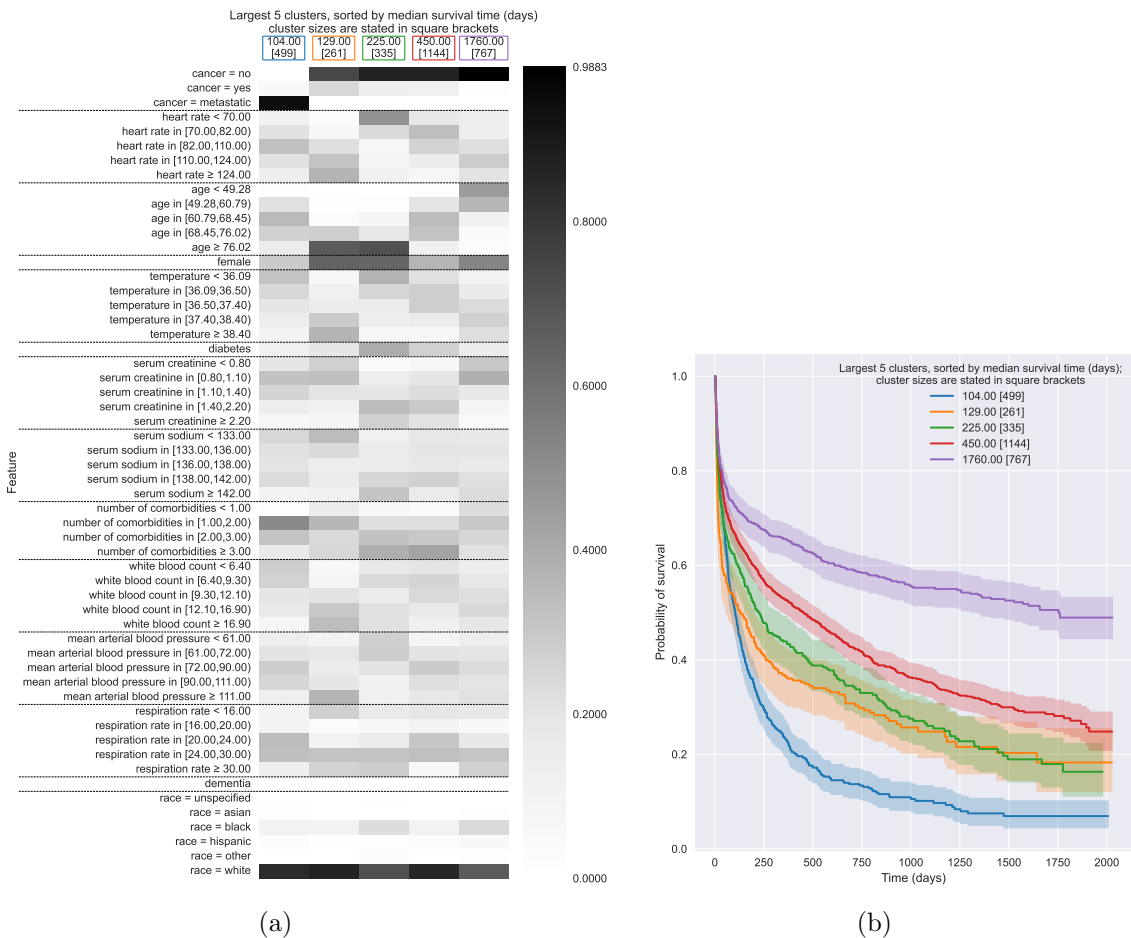 Largest 5 clusters, sorted by median survival time (days)
cluster sizes are stated in square brackets
104.00 129.00 225.00 450.00 1760.00
[499] [261] [335] [1144] [767]
Feature
cancer = no
cancer = yes
cancer = metastatic
heart rate < 70.00
heart rate in [70.00,82.00)
heart rate in [82.00,110.00)
heart rate in [110.00,124.00)
heart rate ≥ 124.00
age < 49.28
age in [49.28,60.79)
age in [60.79,68.45)
age in [68.45,76.02)
age ≥ 76.02
female
temperature < 36.09
temperature in [36.09,36.50)
temperature in [36.50,37.40)
temperature in [37.40,38.40)
temperature ≥ 38.40
diabetes
serum creatinine < 0.80
serum creatinine in [0.80,1.10)
serum creatinine in [1.10,1.40)
serum creatinine in [1.40,2.20)
serum creatinine ≥ 2.20
serum sodium < 133.00
serum sodium in [133.00,136.00)
serum sodium in [136.00,138.00)
serum sodium in [138.00,142.00)
serum sodium ≥ 142.00
number of comorbidities < 1.00
number of comorbidities in [1.00,2.00)
number of comorbidities in [2.00,3.00)
number of comorbidities ≥ 3.00
white blood count < 6.40
white blood count in [6.40,9.30)
white blood count in [9.30,12.10)
white blood count in [12.10,16.90)
white blood count ≥ 16.90
mean arterial blood pressure < 61.00
mean arterial blood pressure in [61.00,72.00)
mean arterial blood pressure in [72.00,90.00)
mean arterial blood pressure in [90.00,111.00)
mean arterial blood pressure ≥ 111.00
respiration rate < 16.00
respiration rate in [16.00,20.00)
respiration rate in [20.00,24.00)
respiration rate in [24.00,30.00)
respiration rate ≥ 30.00
dementia
race = unspecified
race = asian
race = black
race = hispanic
race = other
race = white
0.9883
0.8000
0.6000
0.4000
0.2000
0.0000
(a)
Largest 5 clusters, sorted by median survival time (days);
cluster sizes are stated in square brackets
104.00 [499]
129.00 [261]
225.00 [335]
450.00 [1144]
1760.00 [767]
Probability of survival
1.0
0.8
0.6
0.4
0.2
0.0
0 250 500 750 1000 1250 1500 1750 2000
Time (days)
(b)